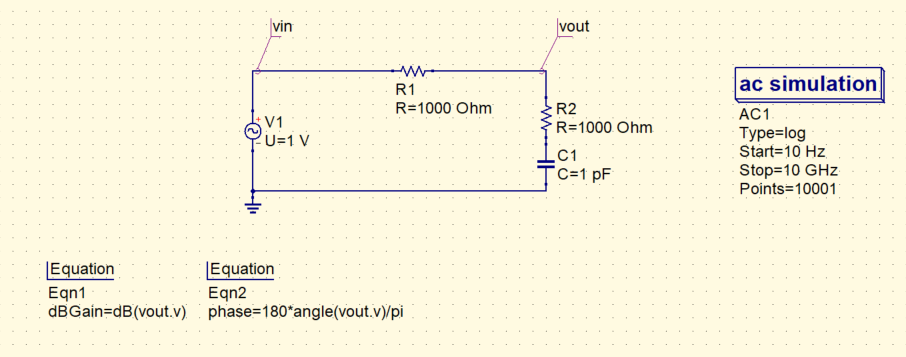 vin
vout
ac simulation
R1
R=1000 Ohm
R2
R=1000 Ohm
AC1
Type=log
Start=10 Hz
Stop=10 GHz
Points=10001
+
V1
U=1 V
-
C1
C=1 pF
Equation
Eqn1
dBGain=dB(vout.v)
Equation
Eqn2
phase=180*angle(vout.v)/pi